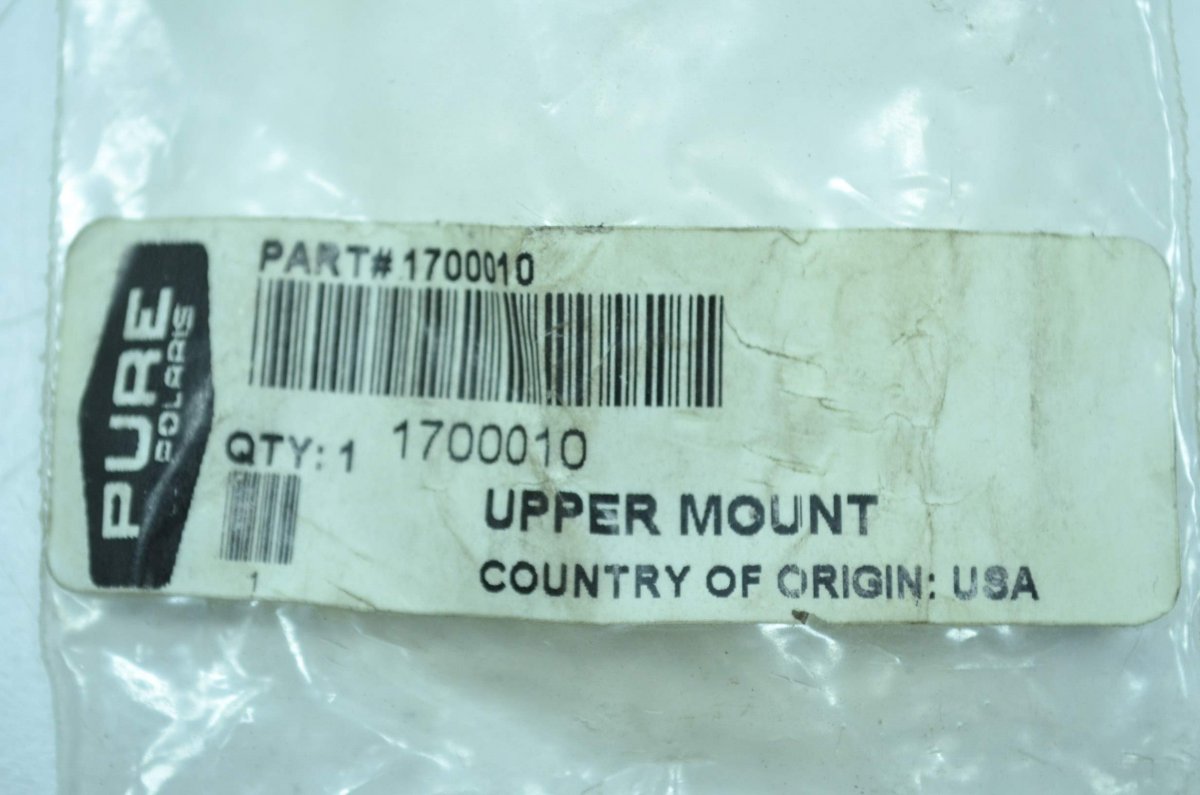 PURE
POLARIS
PART# 1700010
QTY: 1
1700010
1
UPPER MOUNT
COUNTRY OF ORIGIN: USA